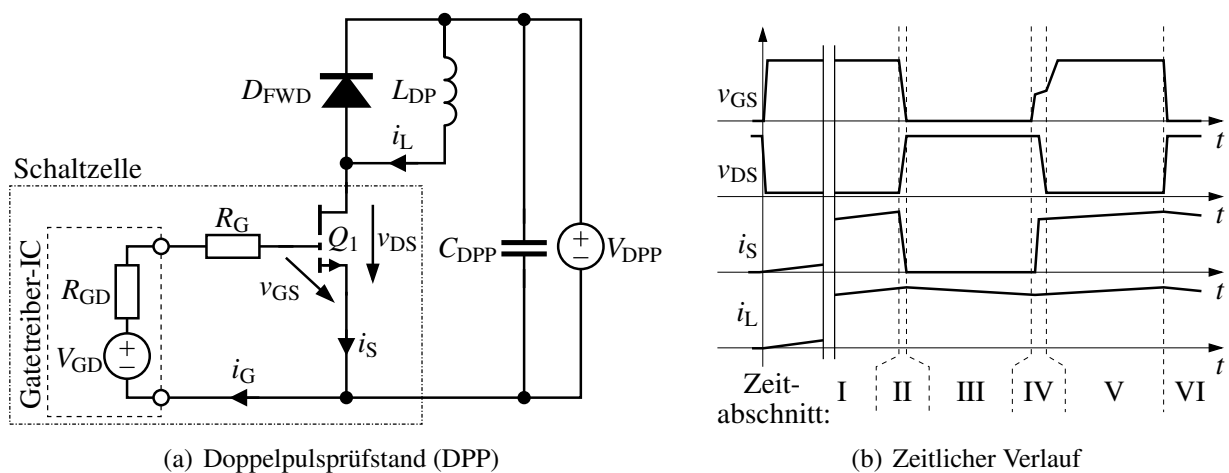 D_FWD
L_DP
i_L
Schaltzelle
R_G
Q_1
v_DS
C_DPP
V_DPP
+
−
v_GS
R_GD
Gatetreiber-IC
V_GD
+
−
i_S
i_G
(a) Doppelpulsprüfstand (DPP)
v_GS
t
v_DS
t
i_S
t
i_L
t
Zeit-
abschnitt:
I II III IV V VI
(b) Zeitlicher Verlauf